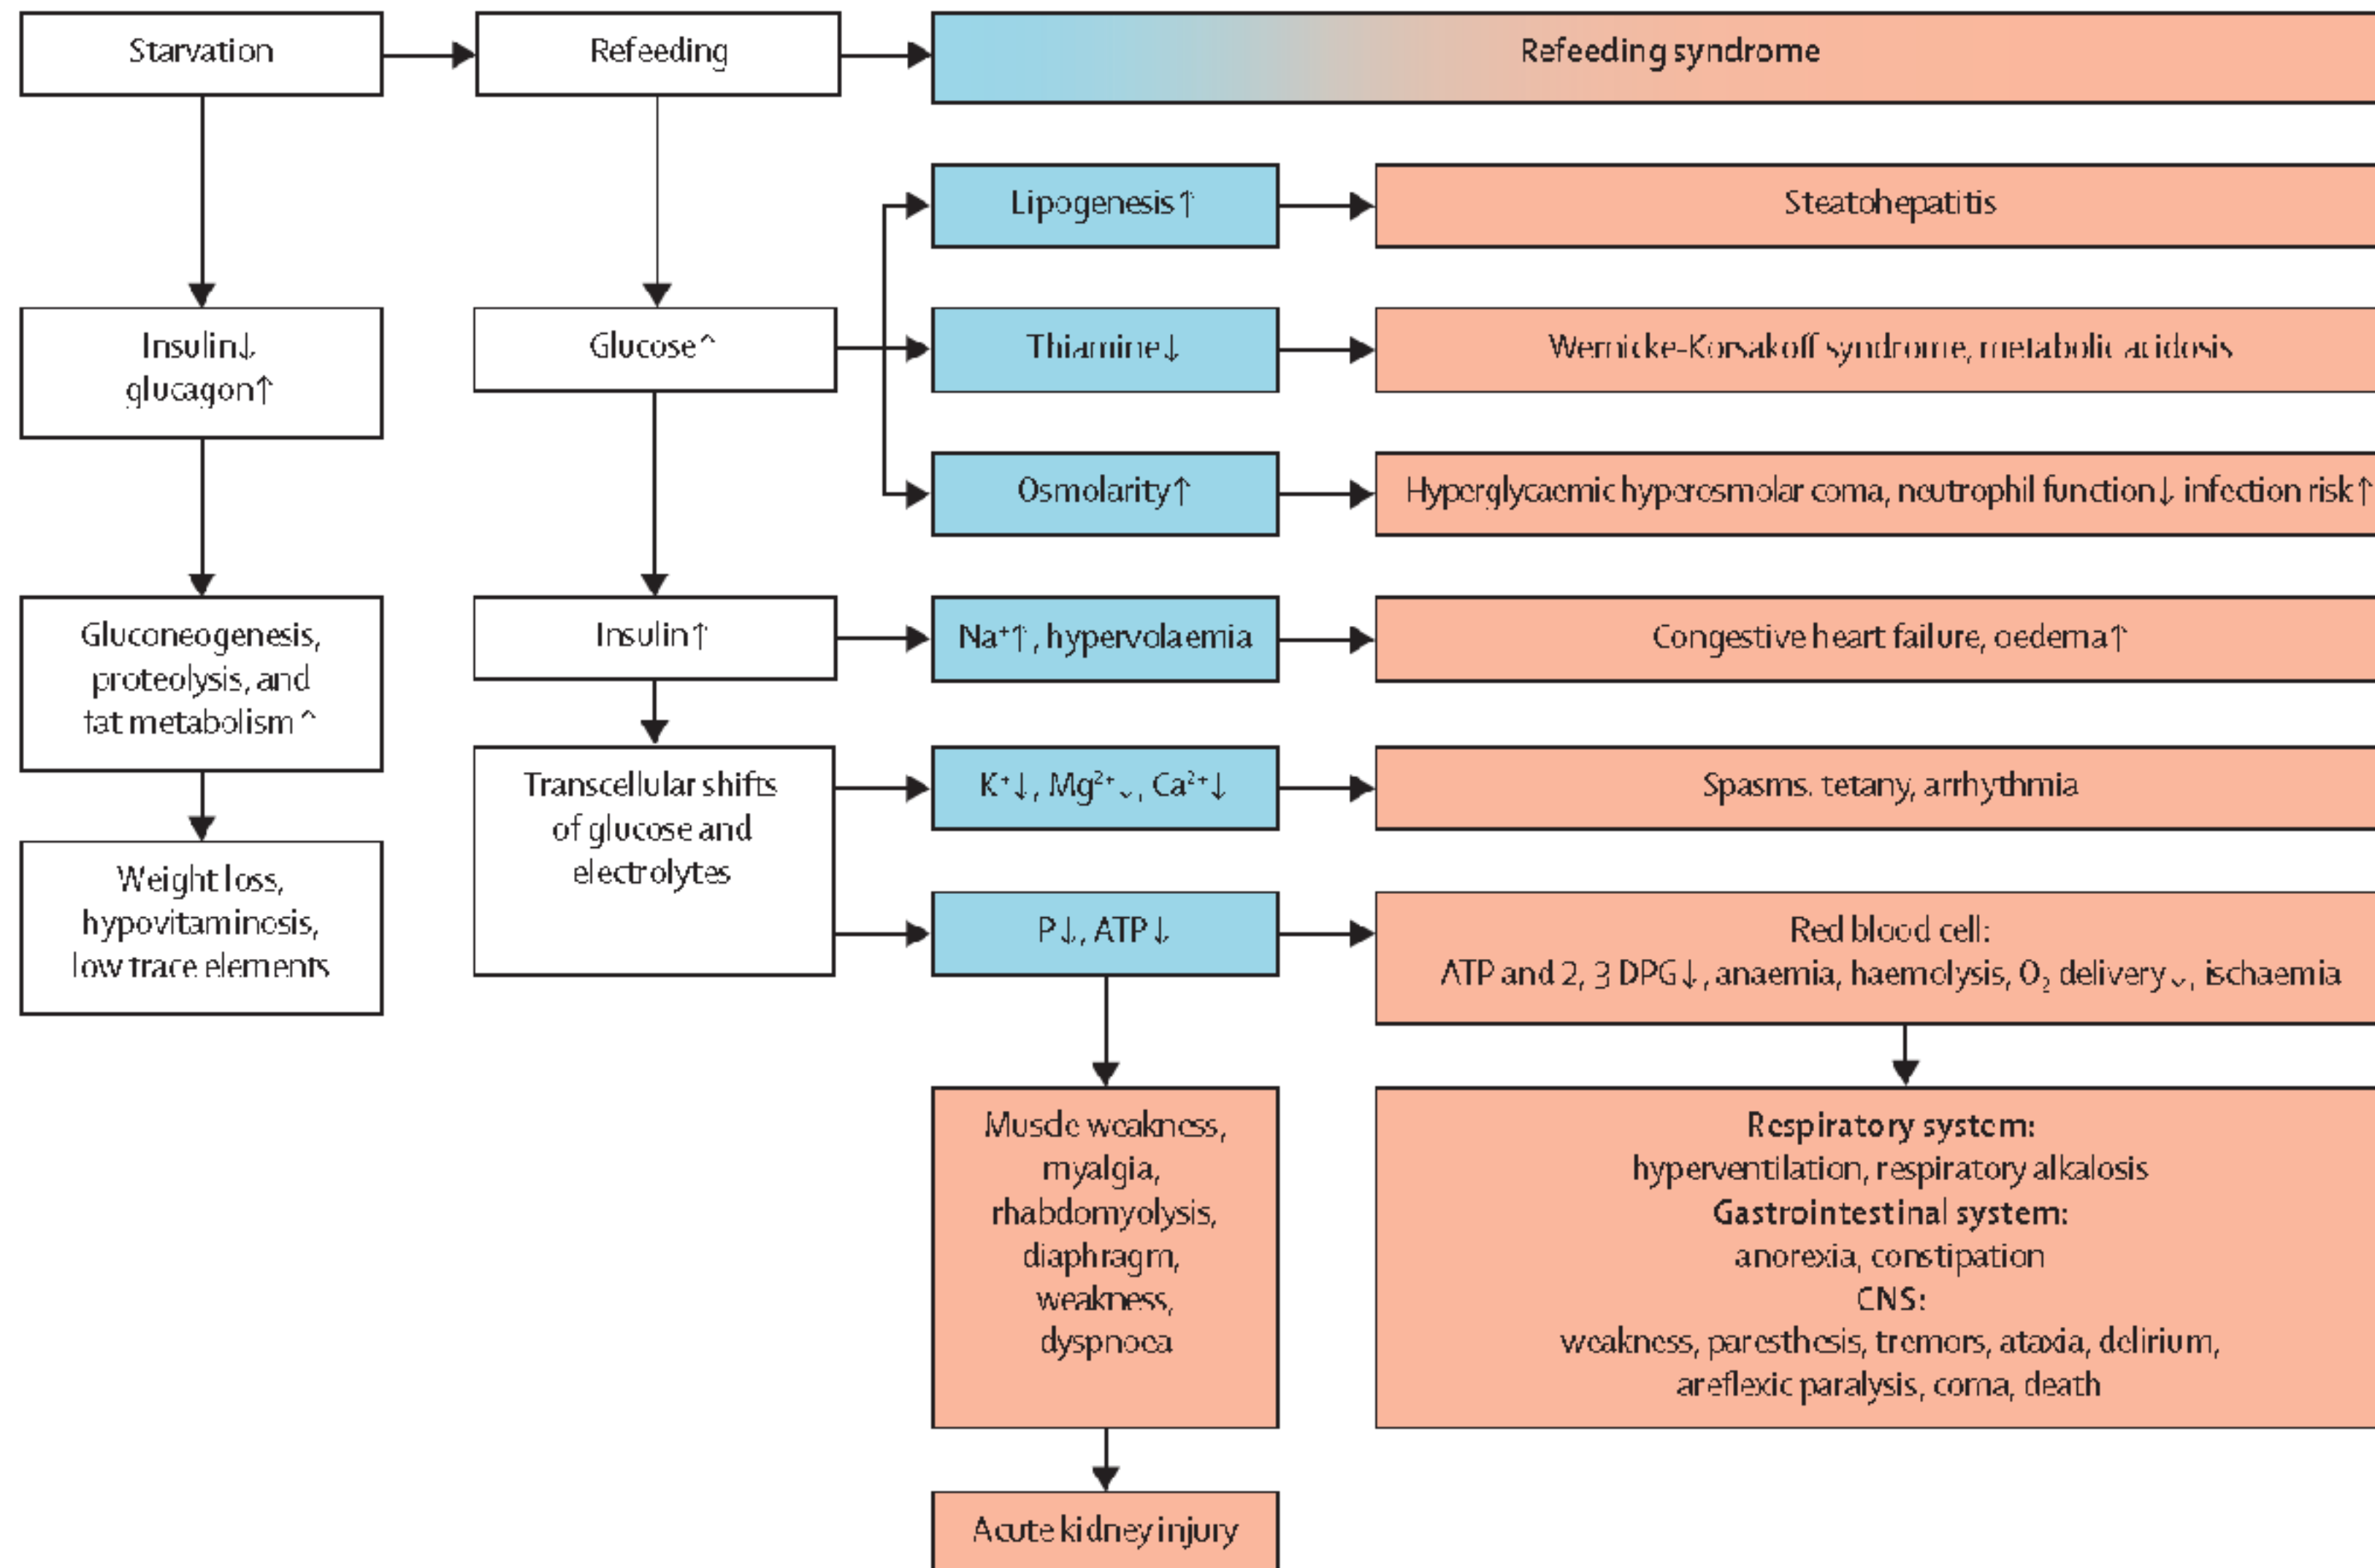 Starvation
Refeeding
Refeeding syndrome
Lipogenesis↑
Steatohepatitis
Insulin↓
glucagon↑
Glucose^
Thiamine↓
Wernicke-Korsakoff syndrome, metabolic acidosis
Osmolarity↑
Hyperglycaemic hyperosmolar coma, neutrophil function↓ infection risk↑
Gluconeogenesis,
proteolysis, and
fat metabolism^
Insulin↑
Na⁺↑, hypervolaemia
Congestive heart failure, oedema↑
Transcellular shifts
of glucose and
electrolytes
K⁺↓, Mg²⁺⌄, Ca²⁺↓
Spasms. tetany, arrhythmia
Weight loss,
hypovitaminosis,
low trace elements
P↓, ATP↓
Red blood cell:
ATP and 2, 3 DPG↓, anaemia, haemolysis, O₂ delivery⌄, ischaemia
Muscle weakness,
myalgia,
rhabdomyolysis,
diaphragm,
weakness,
dyspnoea
Respiratory system:
hyperventilation, respiratory alkalosis
Gastrointestinal system:
anorexia, constipation
CNS:
weakness, paresthesis, tremors, ataxia, delirium,
areflexic paralysis, coma, death
Acute kidney injury